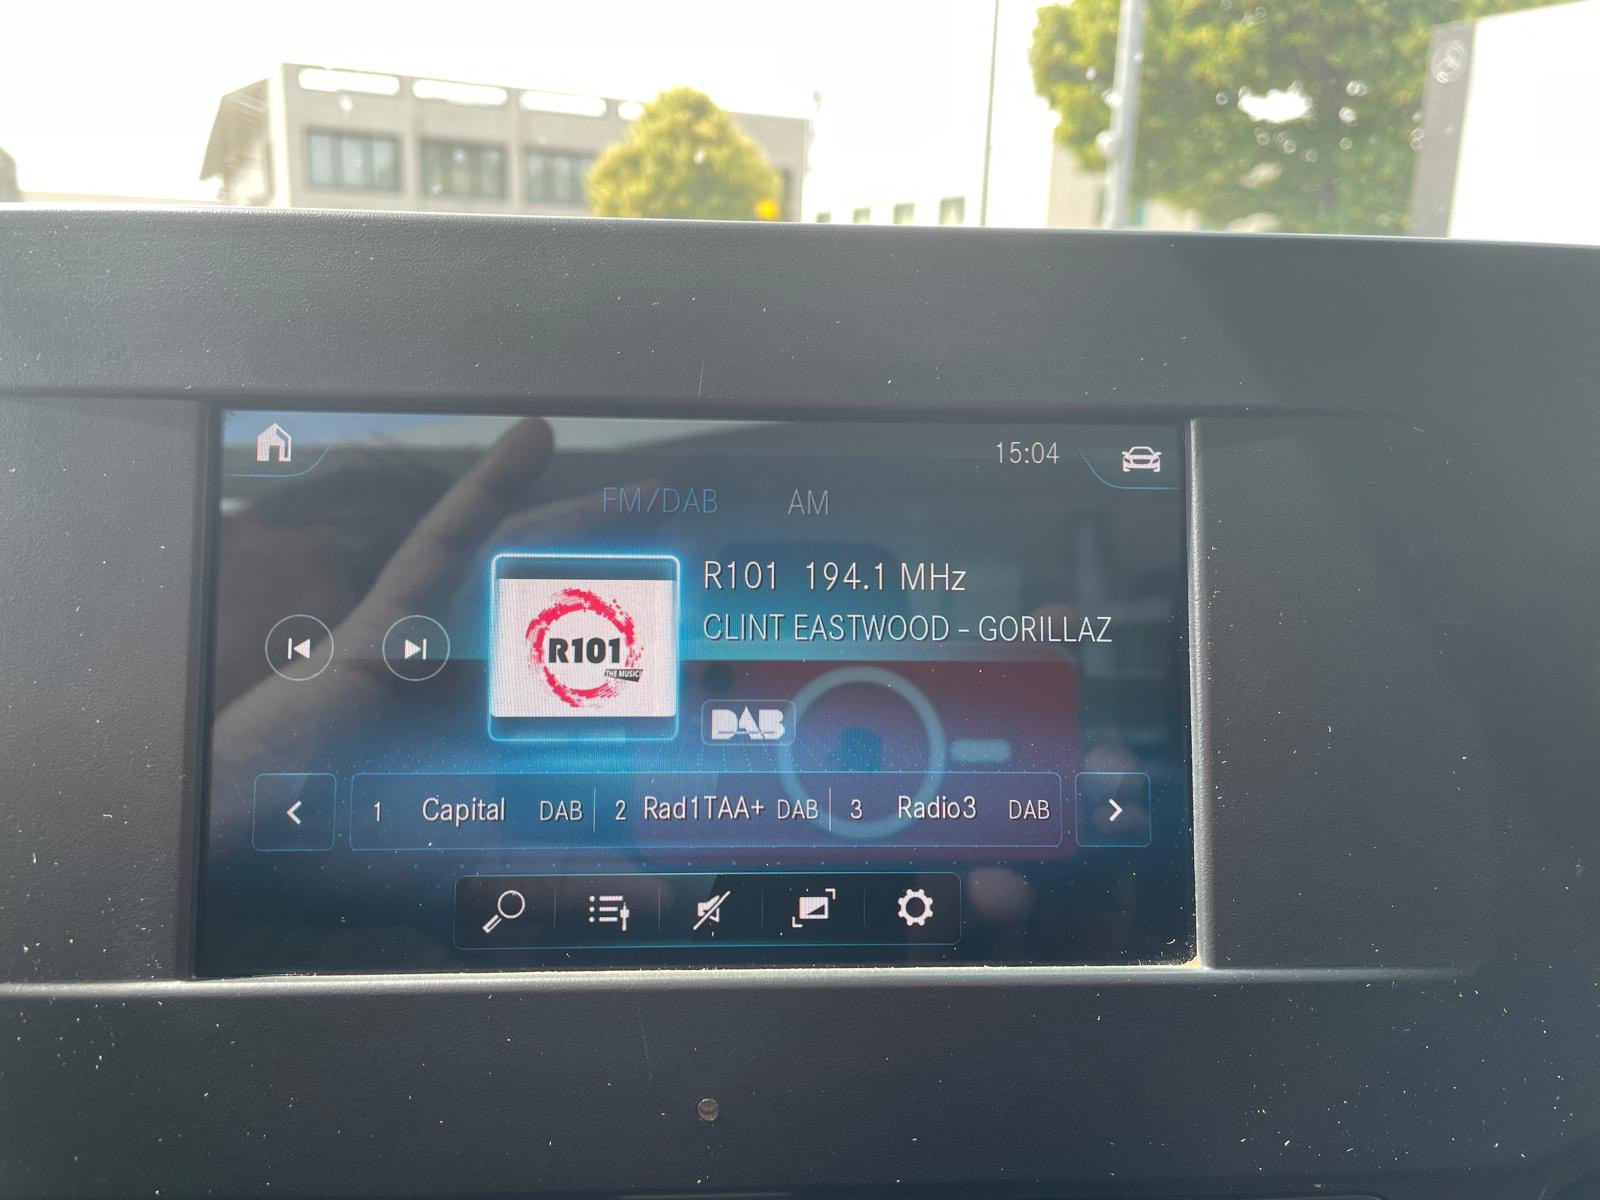 15:04
FM/DAB AM
R101 194.1 MHz
CLINT EASTWOOD - GORILLAZ
R101
THE MUSIC!
DAB
1 Capital DAB 2 Rad1TAA+ DAB 3 Radio3 DAB